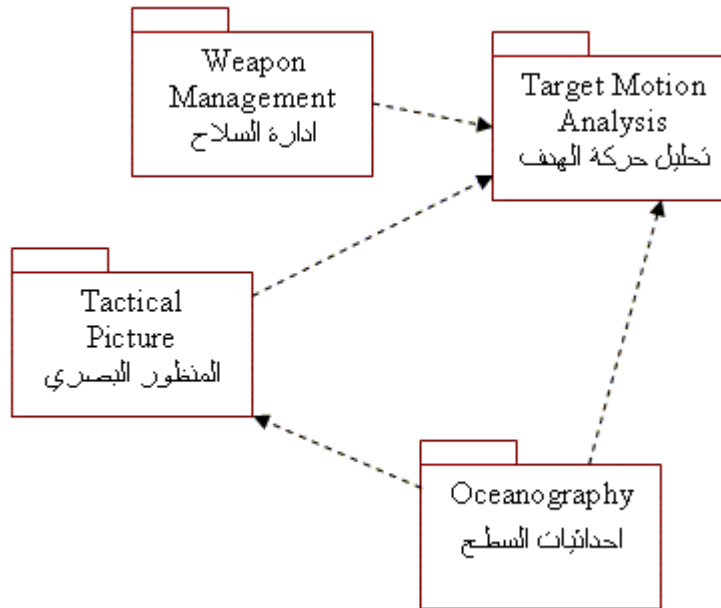 Weapon
Management
ادارة السلاح
Target Motion
Analysis
تحليل حركة الهدف
Tactical
Picture
المنظور البصري
Oceanography
احداثيات السطح